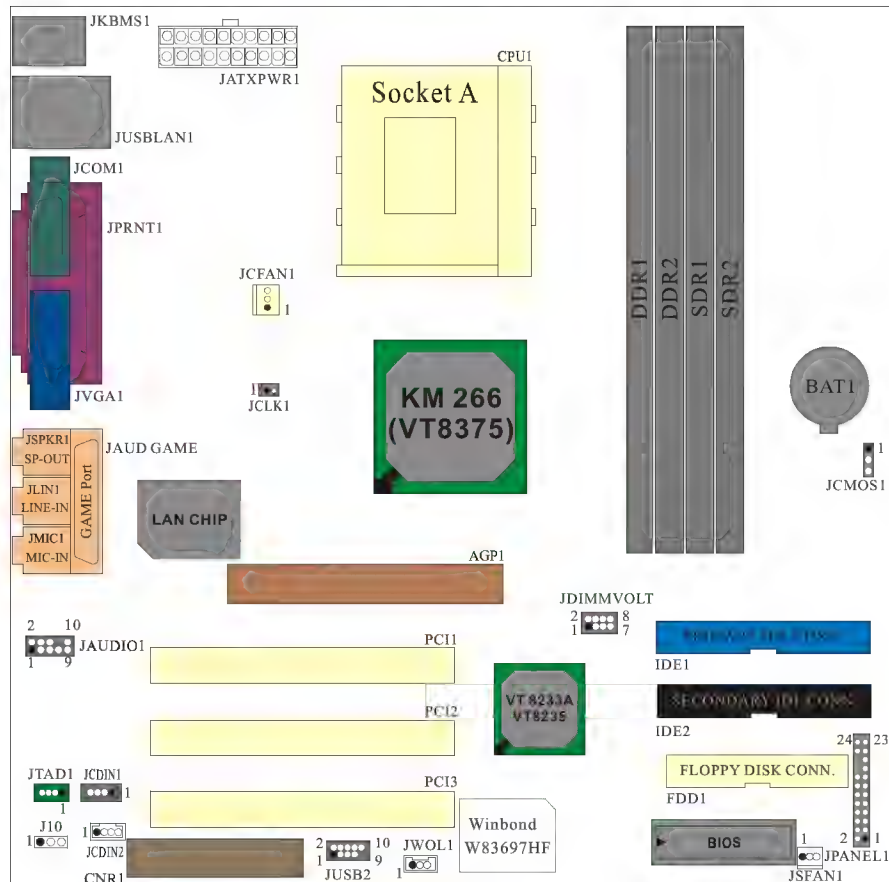 JKBMS1
JATXPWR1
CPU1
Socket A
JUSBLAN1
JCOM1
JPRNT1
JCFAN1
1
DDR1
DDR2
SDR1
SDR2
KM 266
(VT8375)
1
JCLK1
JVGA1
BAT1
1
JCMOS1
JSPKR1
SP-OUT
JAUD GAME
JLIN1
LINE-IN
GAME Port
JMIC1
MIC-IN
LAN CHIP
AGP1
JDIMMVOLT
2 8
1 7
2 10
1 9
JAUDIO1
PCI1
IDE1
VT8233A
VT8235
SECONDARY IDE CONN.
IDE2
PCI2
24 23
FLOPPY DISK CONN.
FDD1
JTAD1
1
JCDIN1
1
PCI3
Winbond
W83697HF
J10
1
1
JCDIN2
CNR1
2 10
1 9
JUSB2
JWOL1
1
BIOS
1
JSFAN1
2 1
JPANEL1